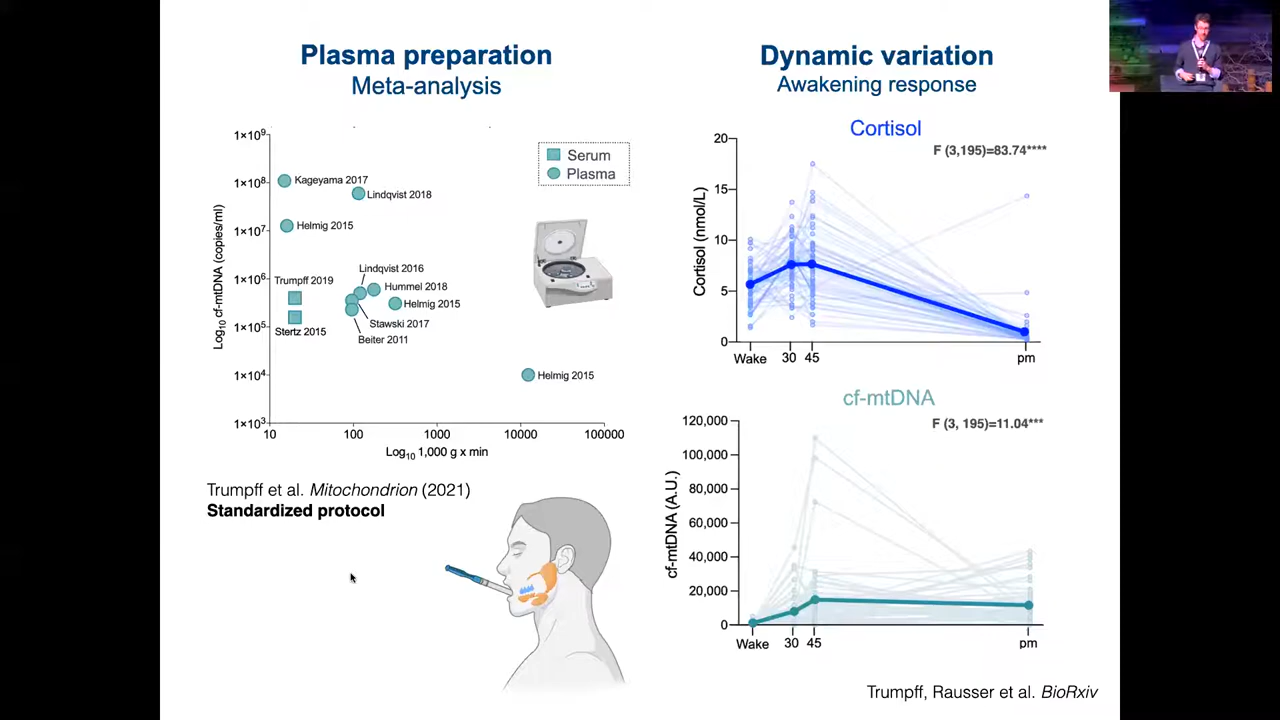 Plasma preparation
Meta-analysis
1×10⁹
1×10⁸
1×10⁷
1×10⁶
1×10⁵
1×10⁴
1×10³
Log₁₀ cf-mtDNA (copies/ml)
Serum
Plasma
Kageyama 2017
Lindqvist 2018
Helmig 2015
Lindqvist 2016
Trumpff 2019
Hummel 2018
Helmig 2015
Stawski 2017
Stertz 2015
Beiter 2011
Helmig 2015
10
100
1000
10000
100000
Log₁₀ 1,000 g x min
Trumpff et al. Mitochondrion (2021)
Standardized protocol
Dynamic variation
Awakening response
Cortisol
F (3,195)=83.74****
Cortisol (nmol/L)
20
15
10
5
0
Wake
30
45
pm
cf-mtDNA
F (3, 195)=11.04***
cf-mtDNA (A.U.)
120,000
100,000
80,000
60,000
40,000
20,000
0
Wake
30
45
pm
Trumpff, Rausser et al. BioRxiv